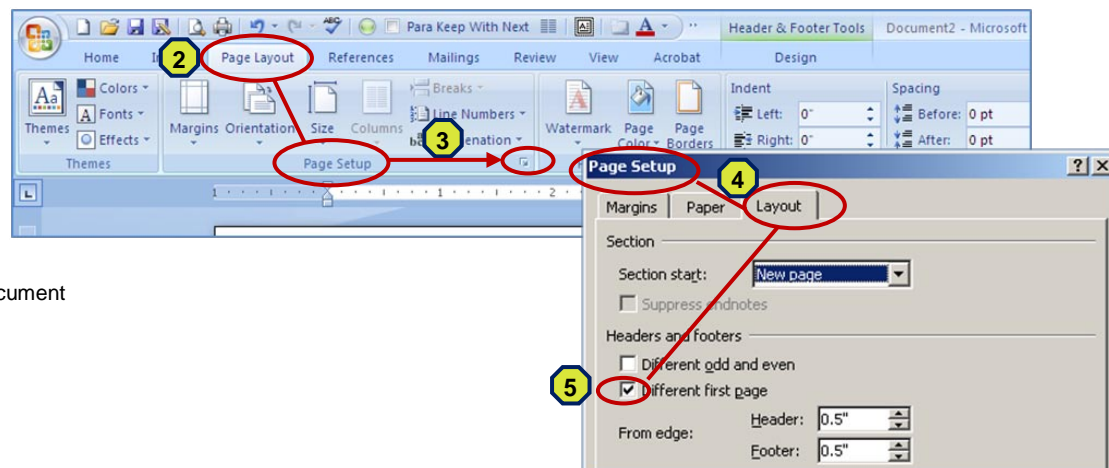 Para Keep With Next
Header & Footer Tools
Document2 - Microsoft
Home
2
Page Layout
References
Mailings
Review
View
Acrobat
Design
Aa
Colors
Fonts
Effects
Themes
Margins
Orientation
Size
Columns
Breaks
Line Numbers
3
Watermark
Page Color
Page Borders
Indent
Left: 0"
Right: 0"
Spacing
Before: 0 pt
After: 0 pt
Themes
Page Setup
L
1 1 2
Page Setup
4
Margins
Paper
Layout
Section
Section start: New page
Suppress endnotes
Headers and footers
Different odd and even
5
Different first page
From edge:
Header: 0.5"
Footer: 0.5"
cument